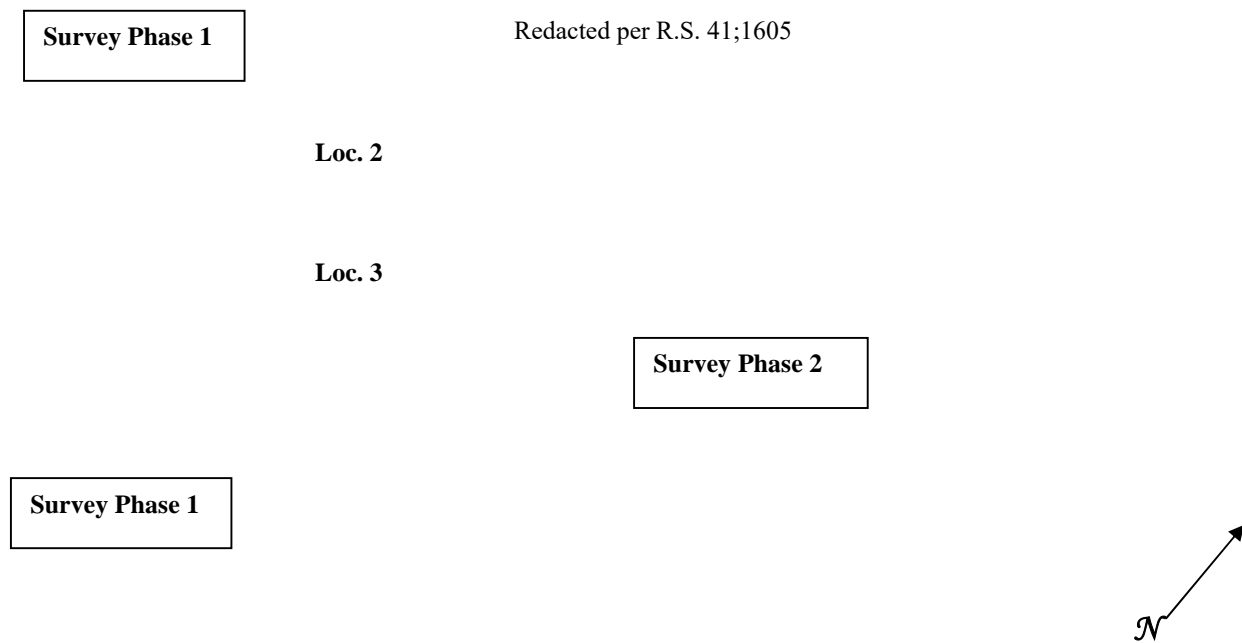 Survey Phase 1
Redacted per R.S. 41;1605
Loc. 2
Loc. 3
Survey Phase 2
Survey Phase 1
N